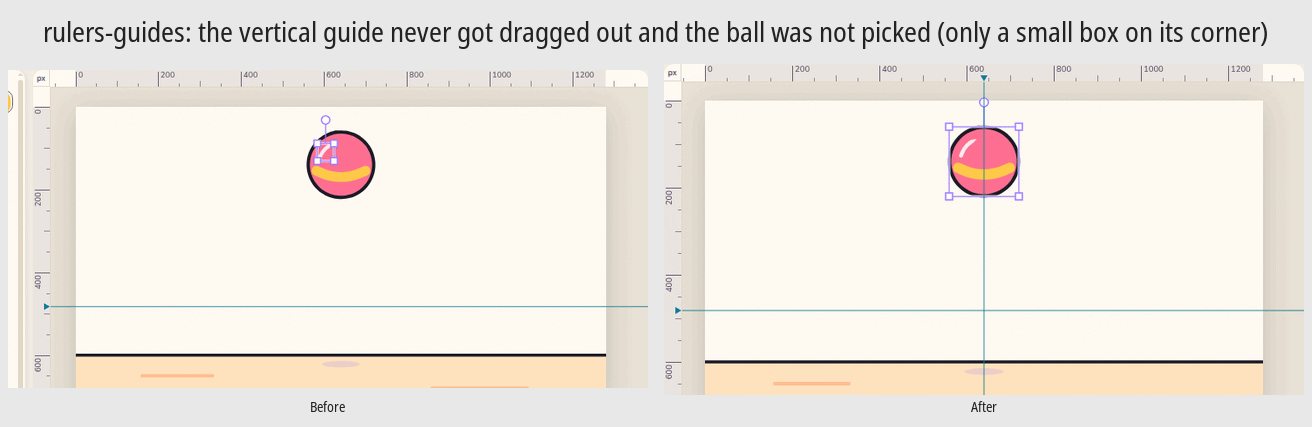 rulers-guides: the vertical guide never got dragged out and the ball was not picked (only a small box on its corner)
px 0 200 400 600 800 1000 1200
0
200
400
600
px 0 200 400 600 800 1000 1200
0
200
400
600
Before
After